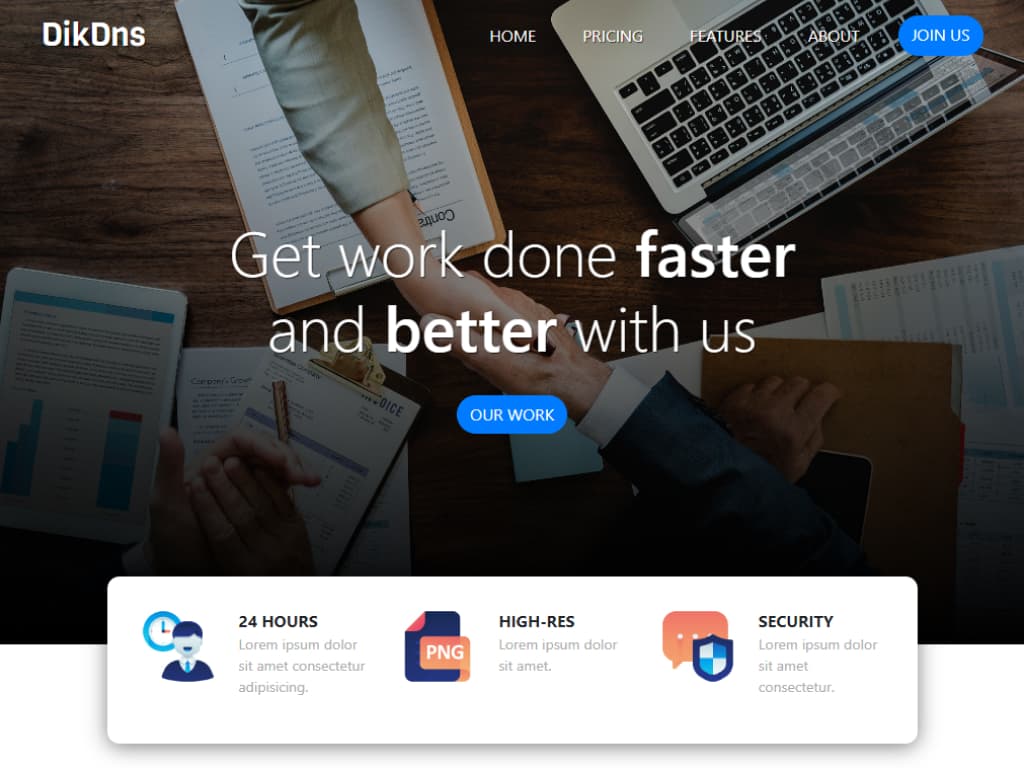 DikDns
HOME
PRICING
FEATURES
ABOUT
JOIN US
Get work done faster
and better with us
OUR WORK
24 HOURS
Lorem ipsum dolor
sit amet consectetur
adipisicing.
PNG
HIGH-RES
Lorem ipsum dolor
sit amet.
SECURITY
Lorem ipsum dolor
sit amet
consectetur.